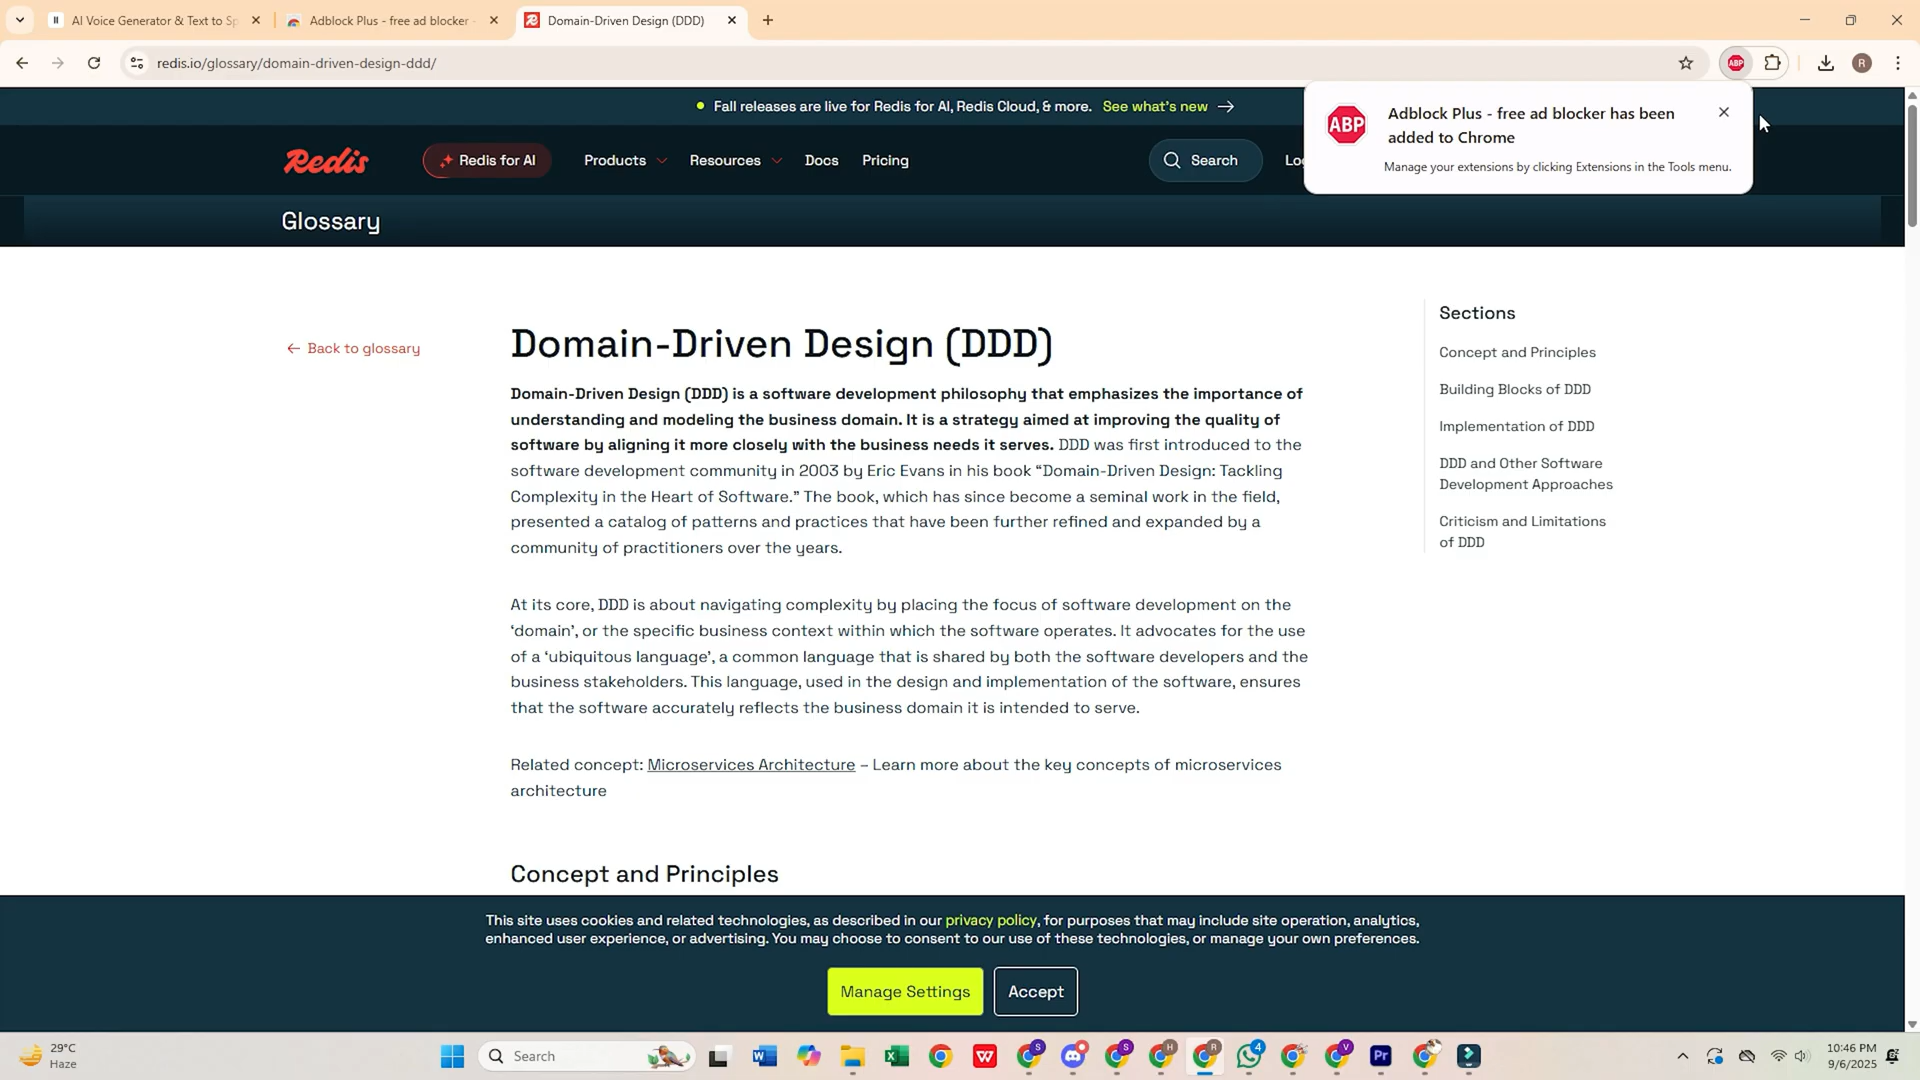 AI Voice Generator & Text to Sp
Adblock Plus - free ad blocker -
Domain-Driven Design (DDD)
redis.io/glossary/domain-driven-design-ddd/
ABP
R
Fall releases are live for Redis for AI, Redis Cloud, & more. See what's new →
ABP
Adblock Plus - free ad blocker has been
added to Chrome
Manage your extensions by clicking Extensions in the Tools menu.
Redis
Redis for AI
Products
Resources
Docs
Pricing
Search
Glossary
← Back to glossary
Domain-Driven Design (DDD)
Domain-Driven Design (DDD) is a software development philosophy that emphasizes the importance of
understanding and modeling the business domain. It is a strategy aimed at improving the quality of
software by aligning it more closely with the business needs it serves. DDD was first introduced to the
software development community in 2003 by Eric Evans in his book “Domain-Driven Design: Tackling
Complexity in the Heart of Software.” The book, which has since become a seminal work in the field,
presented a catalog of patterns and practices that have been further refined and expanded by a
community of practitioners over the years.
At its core, DDD is about navigating complexity by placing the focus of software development on the
‘domain’, or the specific business context within which the software operates. It advocates for the use
of a ‘ubiquitous language’, a common language that is shared by both the software developers and the
business stakeholders. This language, used in the design and implementation of the software, ensures
that the software accurately reflects the business domain it is intended to serve.
Related concept: Microservices Architecture – Learn more about the key concepts of microservices
architecture
Concept and Principles
Sections
Concept and Principles
Building Blocks of DDD
Implementation of DDD
DDD and Other Software
Development Approaches
Criticism and Limitations
of DDD
This site uses cookies and related technologies, as described in our privacy policy, for purposes that may include site operation, analytics,
enhanced user experience, or advertising. You may choose to consent to our use of these technologies, or manage your own preferences.
Manage Settings
Accept
29°C
Haze
Search
10:46 PM
9/6/2025